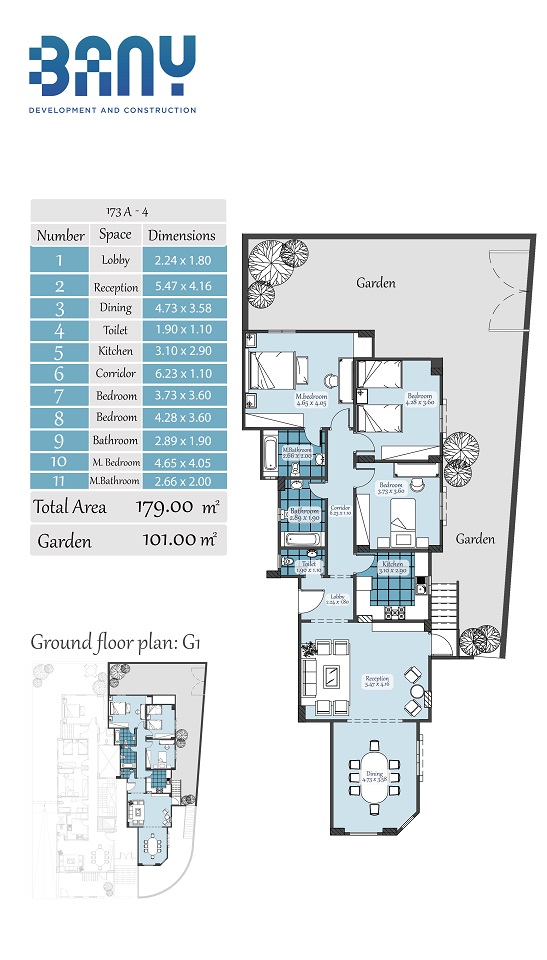 BANY
DEVELOPMENT AND CONSTRUCTION
173 A - 4
Number Space Dimensions
1 Lobby 2.24 x 1.80
2 Reception 5.47 x 4.16
3 Dining 4.73 x 3.58
4 Toilet 1.90 x 1.10
5 Kitchen 3.10 x 2.90
6 Corridor 6.23 x 1.10
7 Bedroom 3.73 x 3.60
8 Bedroom 4.28 x 3.60
9 Bathroom 2.89 x 1.90
10 M. Bedroom 4.65 x 4.05
11 M.Bathroom 2.66 x 2.00
Total Area 179.00 m²
Garden 101.00 m²
Ground floor plan: G1
Garden
M.bedroom
4.65 x 4.05
Bedroom
4.28 x 3.60
M.Bathroom
2.66 x 2.00
Bedroom
3.73 x 3.60
Bathroom
2.89 x 1.90
Corridor
6.23 x 1.10
Garden
Toilet
1.90 x 1.10
Kitchen
3.10 x 2.90
Lobby
2.24 x 1.80
Reception
5.47 x 4.16
Dining
4.73 x 3.58